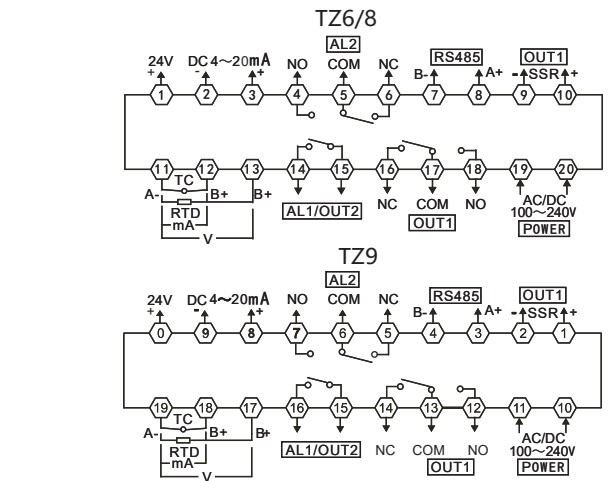 TZ6/8
AL2
24V DC 4～20mA NO COM NC RS485 OUT1
+ - + B- A+ -SSR+
1 2 3 4 5 6 7 8 9 10
11 12 13 14 15 16 17 18 19 20
TC
A- B+ B+
RTD
mA
V
AL1/OUT2 NC COM NO
OUT1
AC/DC
100～240V
POWER
TZ9
AL2
24V DC 4～20mA NO COM NC RS485 OUT1
+ - + B- A+ -SSR+
0 9 8 7 6 5 4 3 2 1
19 18 17 16 15 14 13 12 11 10
TC
A- B+ B+
RTD
mA
V
AL1/OUT2 NC COM NO
OUT1
AC/DC
100～240V
POWER